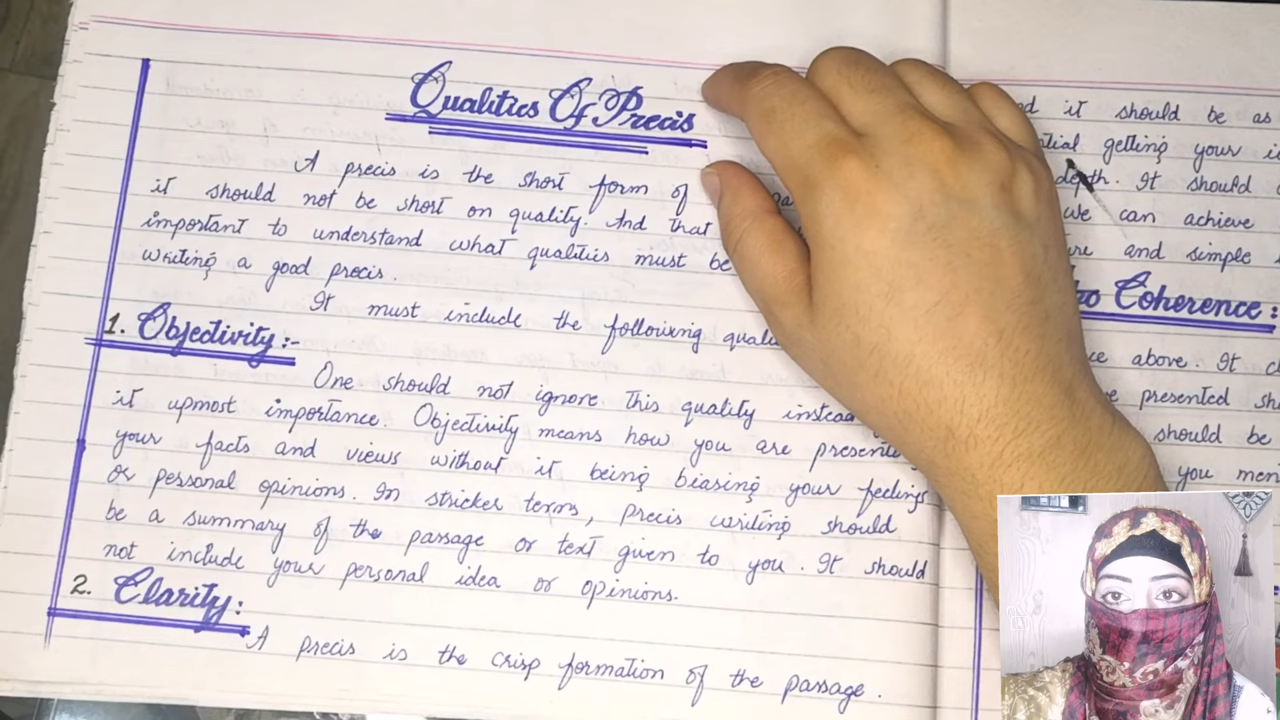 Qualities Of Precis
A precis is the short form of
it should not be short on quality. And that
important to understand what qualities must be
writing a good precis.
It must include the following
1. Objectivity :-
One should not ignore this quality instead
it upmost importance. Objectivity means how you are
your facts and views without it being biasing your feelings
or personal opinions. In stricker terms, precis writing should
be a summary of the passage or text given to you. It should
not include your personal idea or opinions.
2. Clarity:
A precis is the crisp formation of the passage.
it should be as
getting your
depth. It should
we can achieve
and simple
Coherence:
above. It
presented
should be
you